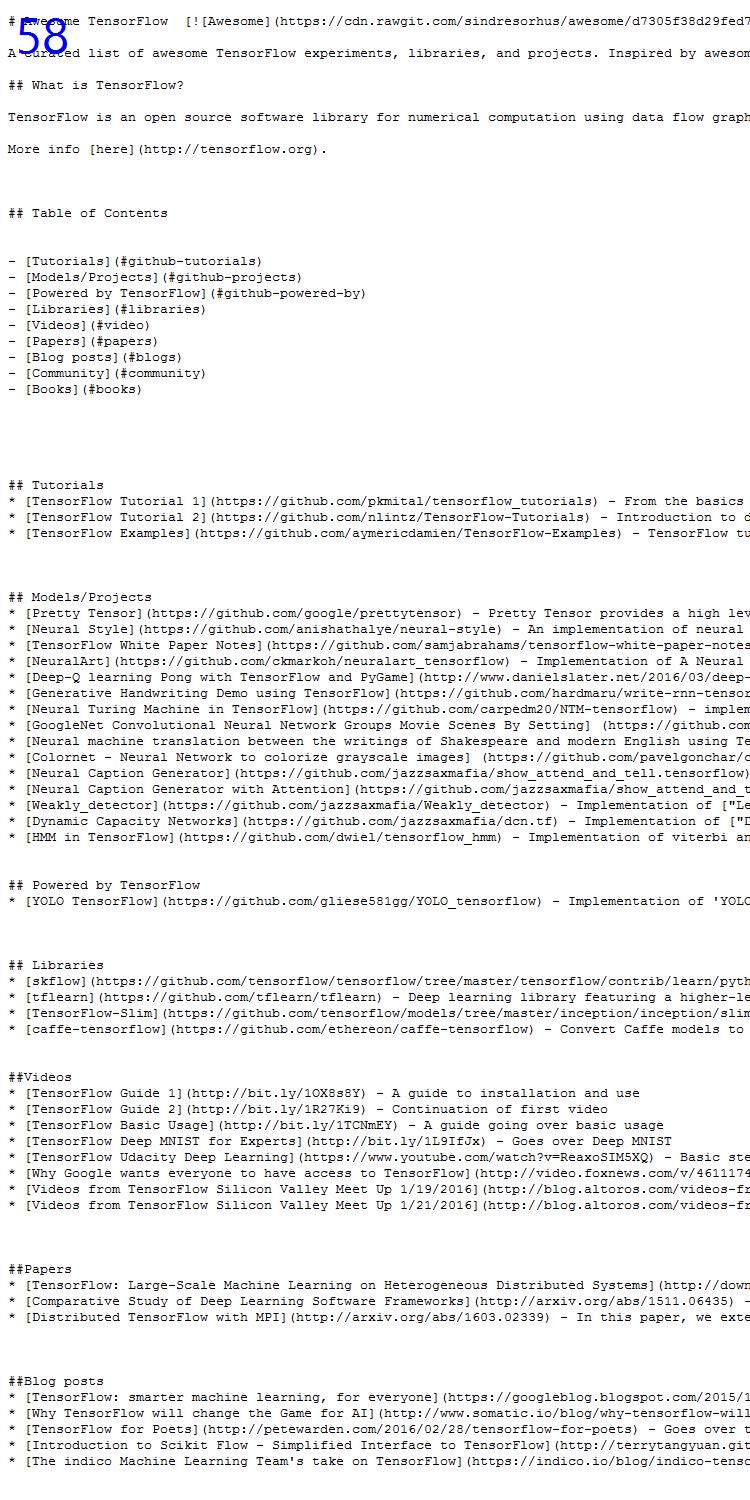 58
# Awesome TensorFlow  [![Awesome](https://cdn.rawgit.com/sindresorhus/awesome/d7305f38d29fed7
A curated list of awesome TensorFlow experiments, libraries, and projects. Inspired by awesom
## What is TensorFlow?
TensorFlow is an open source software library for numerical computation using data flow graph
More info [here](http://tensorflow.org).
## Table of Contents
- [Tutorials](#github-tutorials)
- [Models/Projects](#github-projects)
- [Powered by TensorFlow](#github-powered-by)
- [Libraries](#libraries)
- [Videos](#video)
- [Papers](#papers)
- [Blog posts](#blogs)
- [Community](#community)
- [Books](#books)
## Tutorials
* [TensorFlow Tutorial 1](https://github.com/pkmital/tensorflow_tutorials) - From the basics
* [TensorFlow Tutorial 2](https://github.com/nlintz/TensorFlow-Tutorials) - Introduction to d
* [TensorFlow Examples](https://github.com/aymericdamien/TensorFlow-Examples) - TensorFlow tu
## Models/Projects
* [Pretty Tensor](https://github.com/google/prettytensor) - Pretty Tensor provides a high lev
* [Neural Style](https://github.com/anishathalye/neural-style) - An implementation of neural
* [TensorFlow White Paper Notes](https://github.com/samjabrahams/tensorflow-white-paper-notes
* [NeuralArt](https://github.com/ckmarkoh/neuralart_tensorflow) - Implementation of A Neural
* [Deep-Q learning Pong with TensorFlow and PyGame](http://www.danielslater.net/2016/03/deep-
* [Generative Handwriting Demo using TensorFlow](https://github.com/hardmaru/write-rnn-tensor
* [Neural Turing Machine in TensorFlow](https://github.com/carpedm20/NTM-tensorflow) - implem
* [GoogleNet Convolutional Neural Network Groups Movie Scenes By Setting] (https://github.com
* [Neural machine translation between the writings of Shakespeare and modern English using Te
* [Colornet - Neural Network to colorize grayscale images] (https://github.com/pavelgonchar/c
* [Neural Caption Generator](https://github.com/jazzsaxmafia/show_attend_and_tell.tensorflow)
* [Neural Caption Generator with Attention](https://github.com/jazzsaxmafia/show_attend_and_t
* [Weakly_detector](https://github.com/jazzsaxmafia/Weakly_detector) - Implementation of ["Le
* [Dynamic Capacity Networks](https://github.com/jazzsaxmafia/dcn.tf) - Implementation of ["D
* [HMM in TensorFlow](https://github.com/dwiel/tensorflow_hmm) - Implementation of viterbi an
## Powered by TensorFlow
* [YOLO TensorFlow](https://github.com/gliese581gg/YOLO_tensorflow) - Implementation of 'YOLO
## Libraries
* [skflow](https://github.com/tensorflow/tensorflow/tree/master/tensorflow/contrib/learn/pyth
* [tflearn](https://github.com/tflearn/tflearn) - Deep learning library featuring a higher-le
* [TensorFlow-Slim](https://github.com/tensorflow/models/tree/master/inception/inception/slim
* [caffe-tensorflow](https://github.com/ethereon/caffe-tensorflow) - Convert Caffe models to
##Videos
* [TensorFlow Guide 1](http://bit.ly/1OX8s8Y) - A guide to installation and use
* [TensorFlow Guide 2](http://bit.ly/1R27Ki9) - Continuation of first video
* [TensorFlow Basic Usage](http://bit.ly/1TCNmEY) - A guide going over basic usage
* [TensorFlow Deep MNIST for Experts](http://bit.ly/1L9IfJx) - Goes over Deep MNIST
* [TensorFlow Udacity Deep Learning](https://www.youtube.com/watch?v=ReaxoSIM5XQ) - Basic ste
* [Why Google wants everyone to have access to TensorFlow](http://video.foxnews.com/v/4611174
* [Videos from TensorFlow Silicon Valley Meet Up 1/19/2016](http://blog.altoros.com/videos-fr
* [Videos from TensorFlow Silicon Valley Meet Up 1/21/2016](http://blog.altoros.com/videos-fr
##Papers
* [TensorFlow: Large-Scale Machine Learning on Heterogeneous Distributed Systems](http://down
* [Comparative Study of Deep Learning Software Frameworks](http://arxiv.org/abs/1511.06435) -
* [Distributed TensorFlow with MPI](http://arxiv.org/abs/1603.02339) - In this paper, we exte
##Blog posts
* [TensorFlow: smarter machine learning, for everyone](https://googleblog.blogspot.com/2015/1
* [Why TensorFlow will change the Game for AI](http://www.somatic.io/blog/why-tensorflow-will
* [TensorFlow for Poets](http://petewarden.com/2016/02/28/tensorflow-for-poets) - Goes over t
* [Introduction to Scikit Flow - Simplified Interface to TensorFlow](http://terrytangyuan.git
* [The indico Machine Learning Team's take on TensorFlow](https://indico.io/blog/indico-tenso